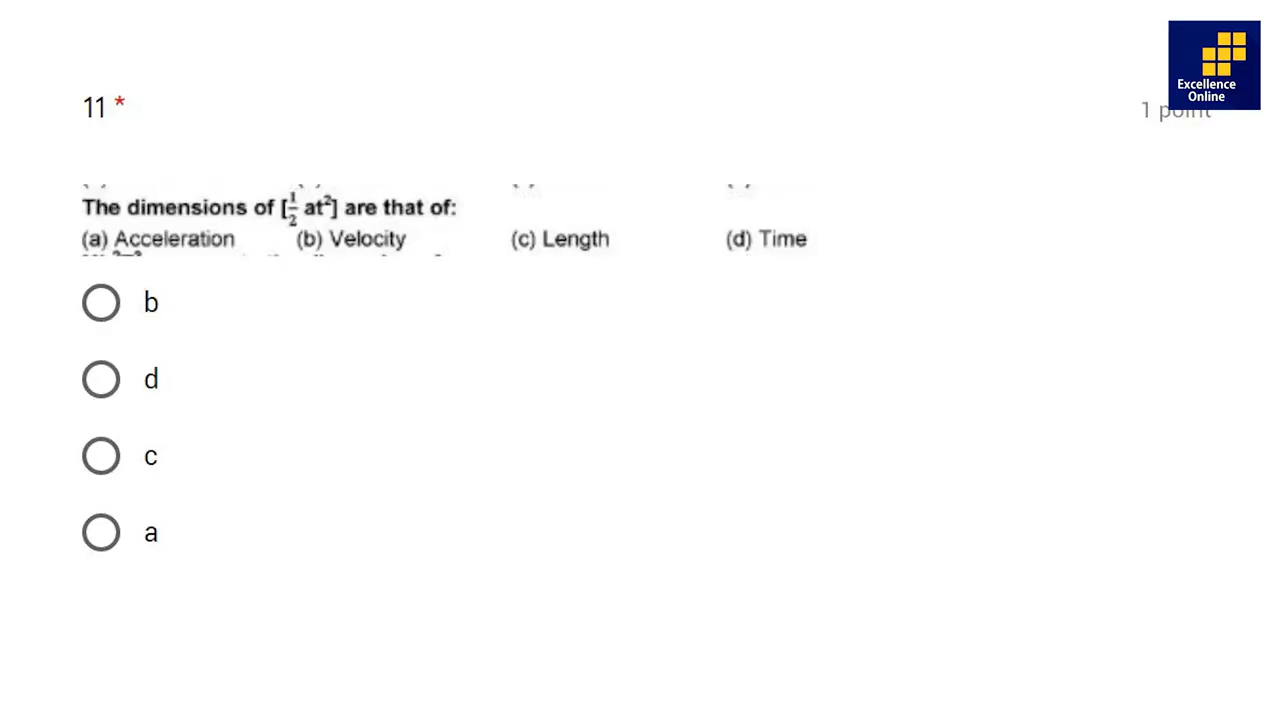 Excellence
Online
11 *
1 point
The dimensions of [½ at²] are that of:
(a) Acceleration (b) Velocity (c) Length (d) Time
b
d
c
a